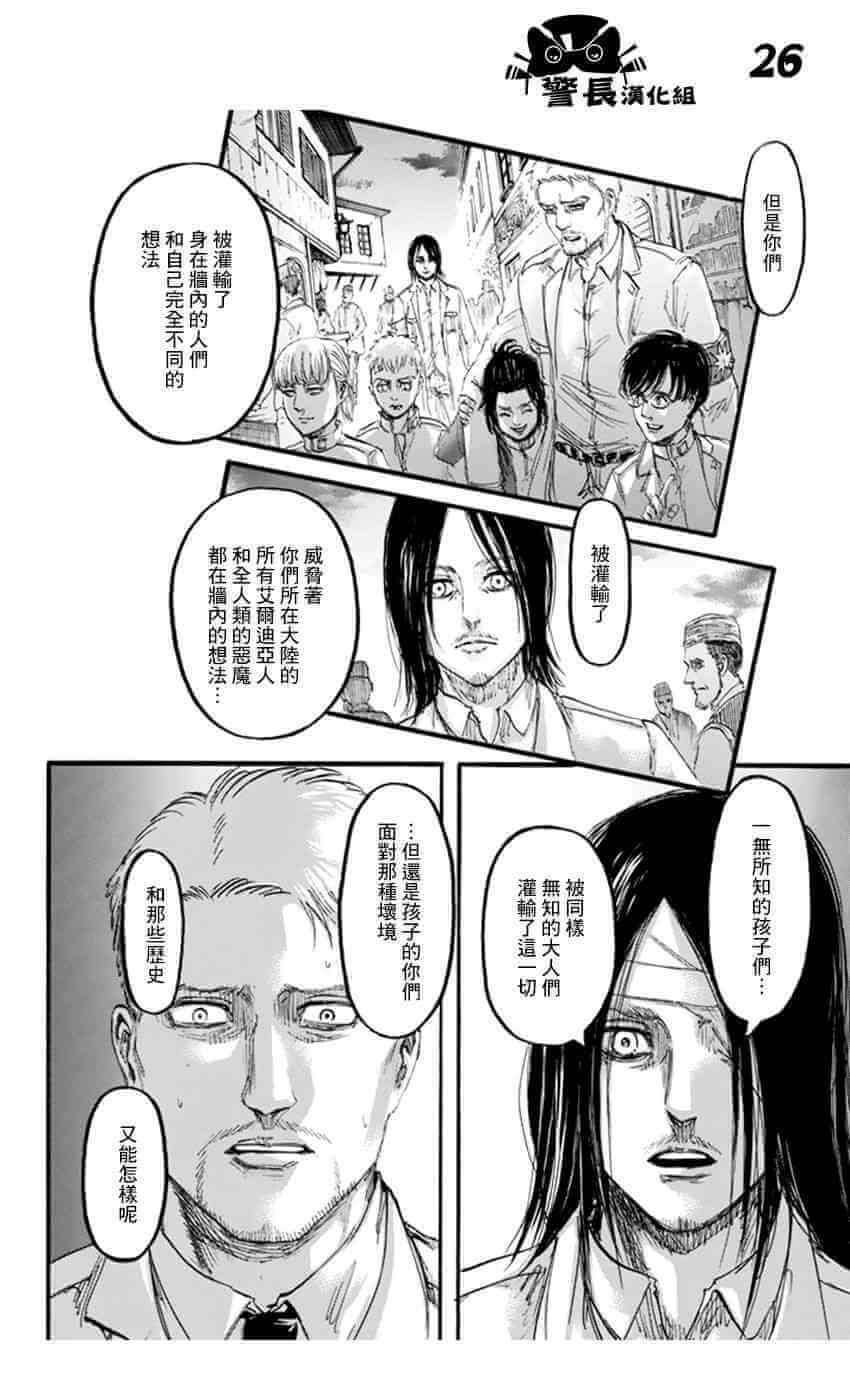 26
警長漢化組
但是你們
被灌輸了
身在牆內的人們
和自己完全不同的
想法
被灌輸了
威脅著
你們所在大陸的
所有艾爾迪亞人
和全人類的惡魔
都在牆內的想法…
一無所知的孩子們…
被同樣
無知的大人們
灌輸了這一切
…但還是孩子的你們
面對那種壞境
和那些歷史
又能怎樣呢